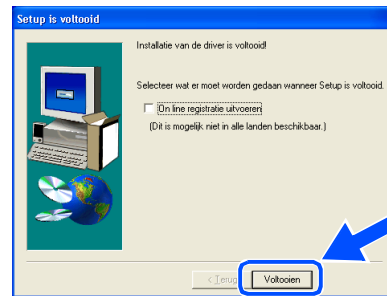 Setup is voltooid
Installatie van de driver is voltooid!
Selecteer wat er moet worden gedaan wanneer Setup is voltooid.
On line registratie uitvoeren
(Dit is mogelijk niet in alle landen beschikbaar.)
< Terug
Voltooien